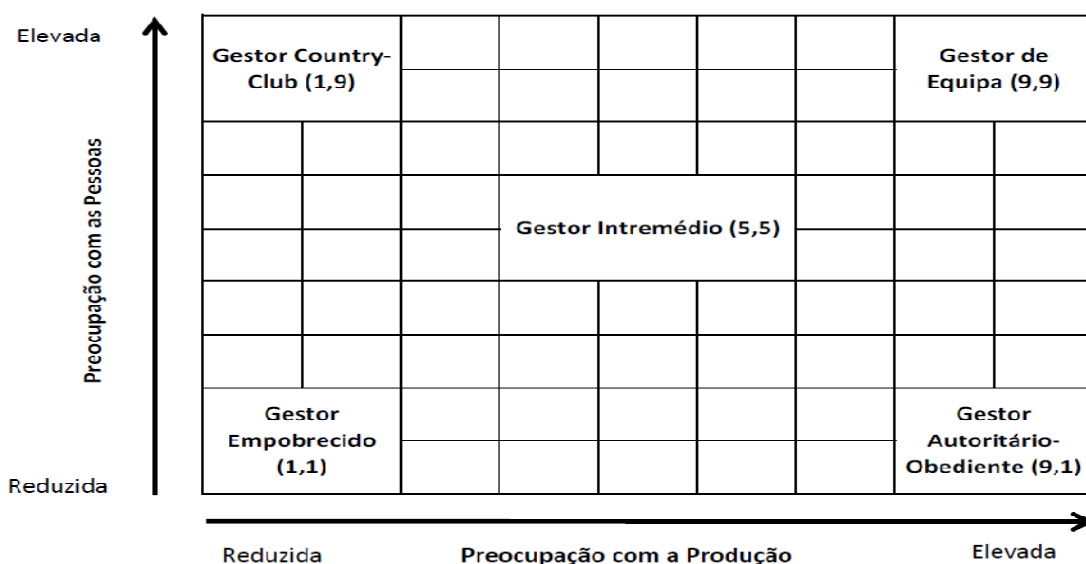 Elevada
Gestor Country-
Club (1,9)
Gestor de
Equipa (9,9)
Preocupação com as Pessoas
Gestor Intremédio (5,5)
Gestor
Empobrecido
(1,1)
Gestor
Autoritário-
Obediente (9,1)
Reduzida
Reduzida
Preocupação com a Produção
Elevada